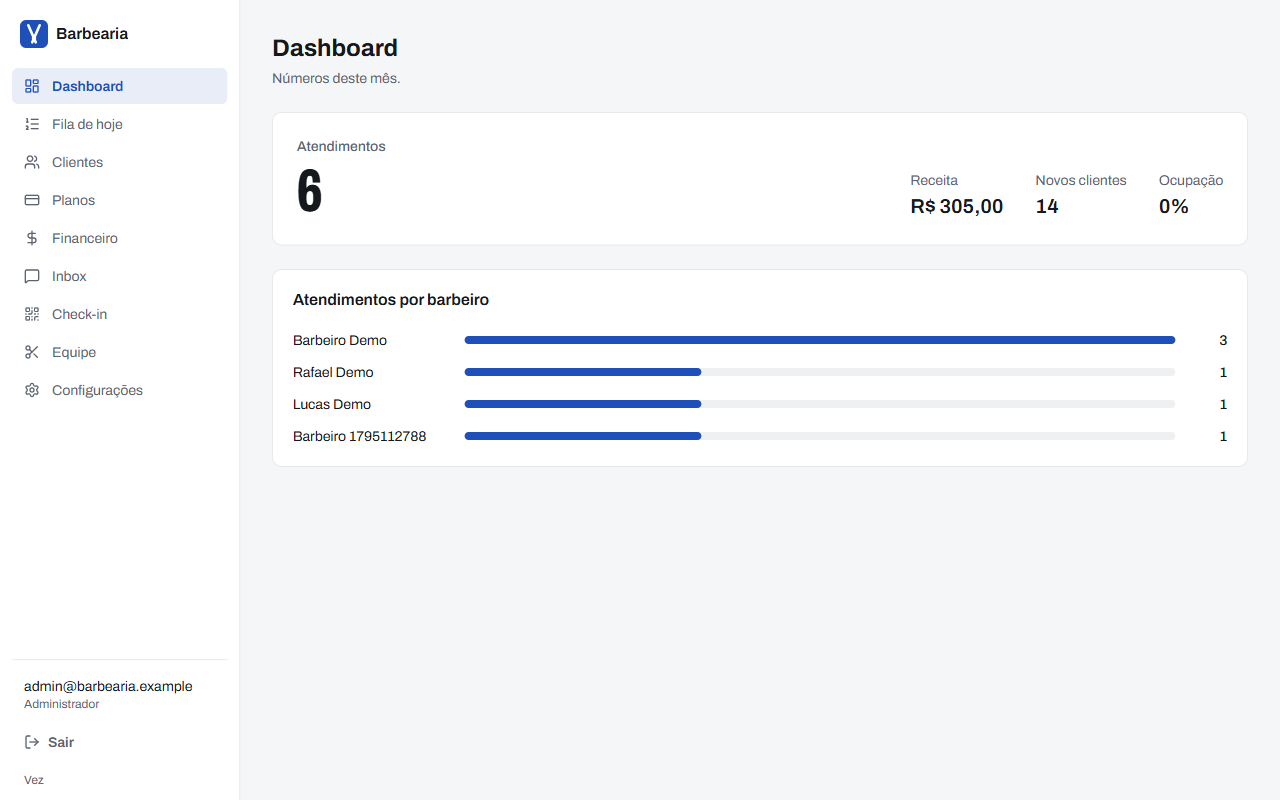 Barbearia
Dashboard
Fila de hoje
Clientes
Planos
Financeiro
Inbox
Check-in
Equipe
Configurações
admin@barbearia.example
Administrador
Sair
Vez
Dashboard
Números deste mês.
Atendimentos
6
Receita
R$ 305,00
Novos clientes
14
Ocupação
0%
Atendimentos por barbeiro
Barbeiro Demo 3
Rafael Demo 1
Lucas Demo 1
Barbeiro 1795112788 1